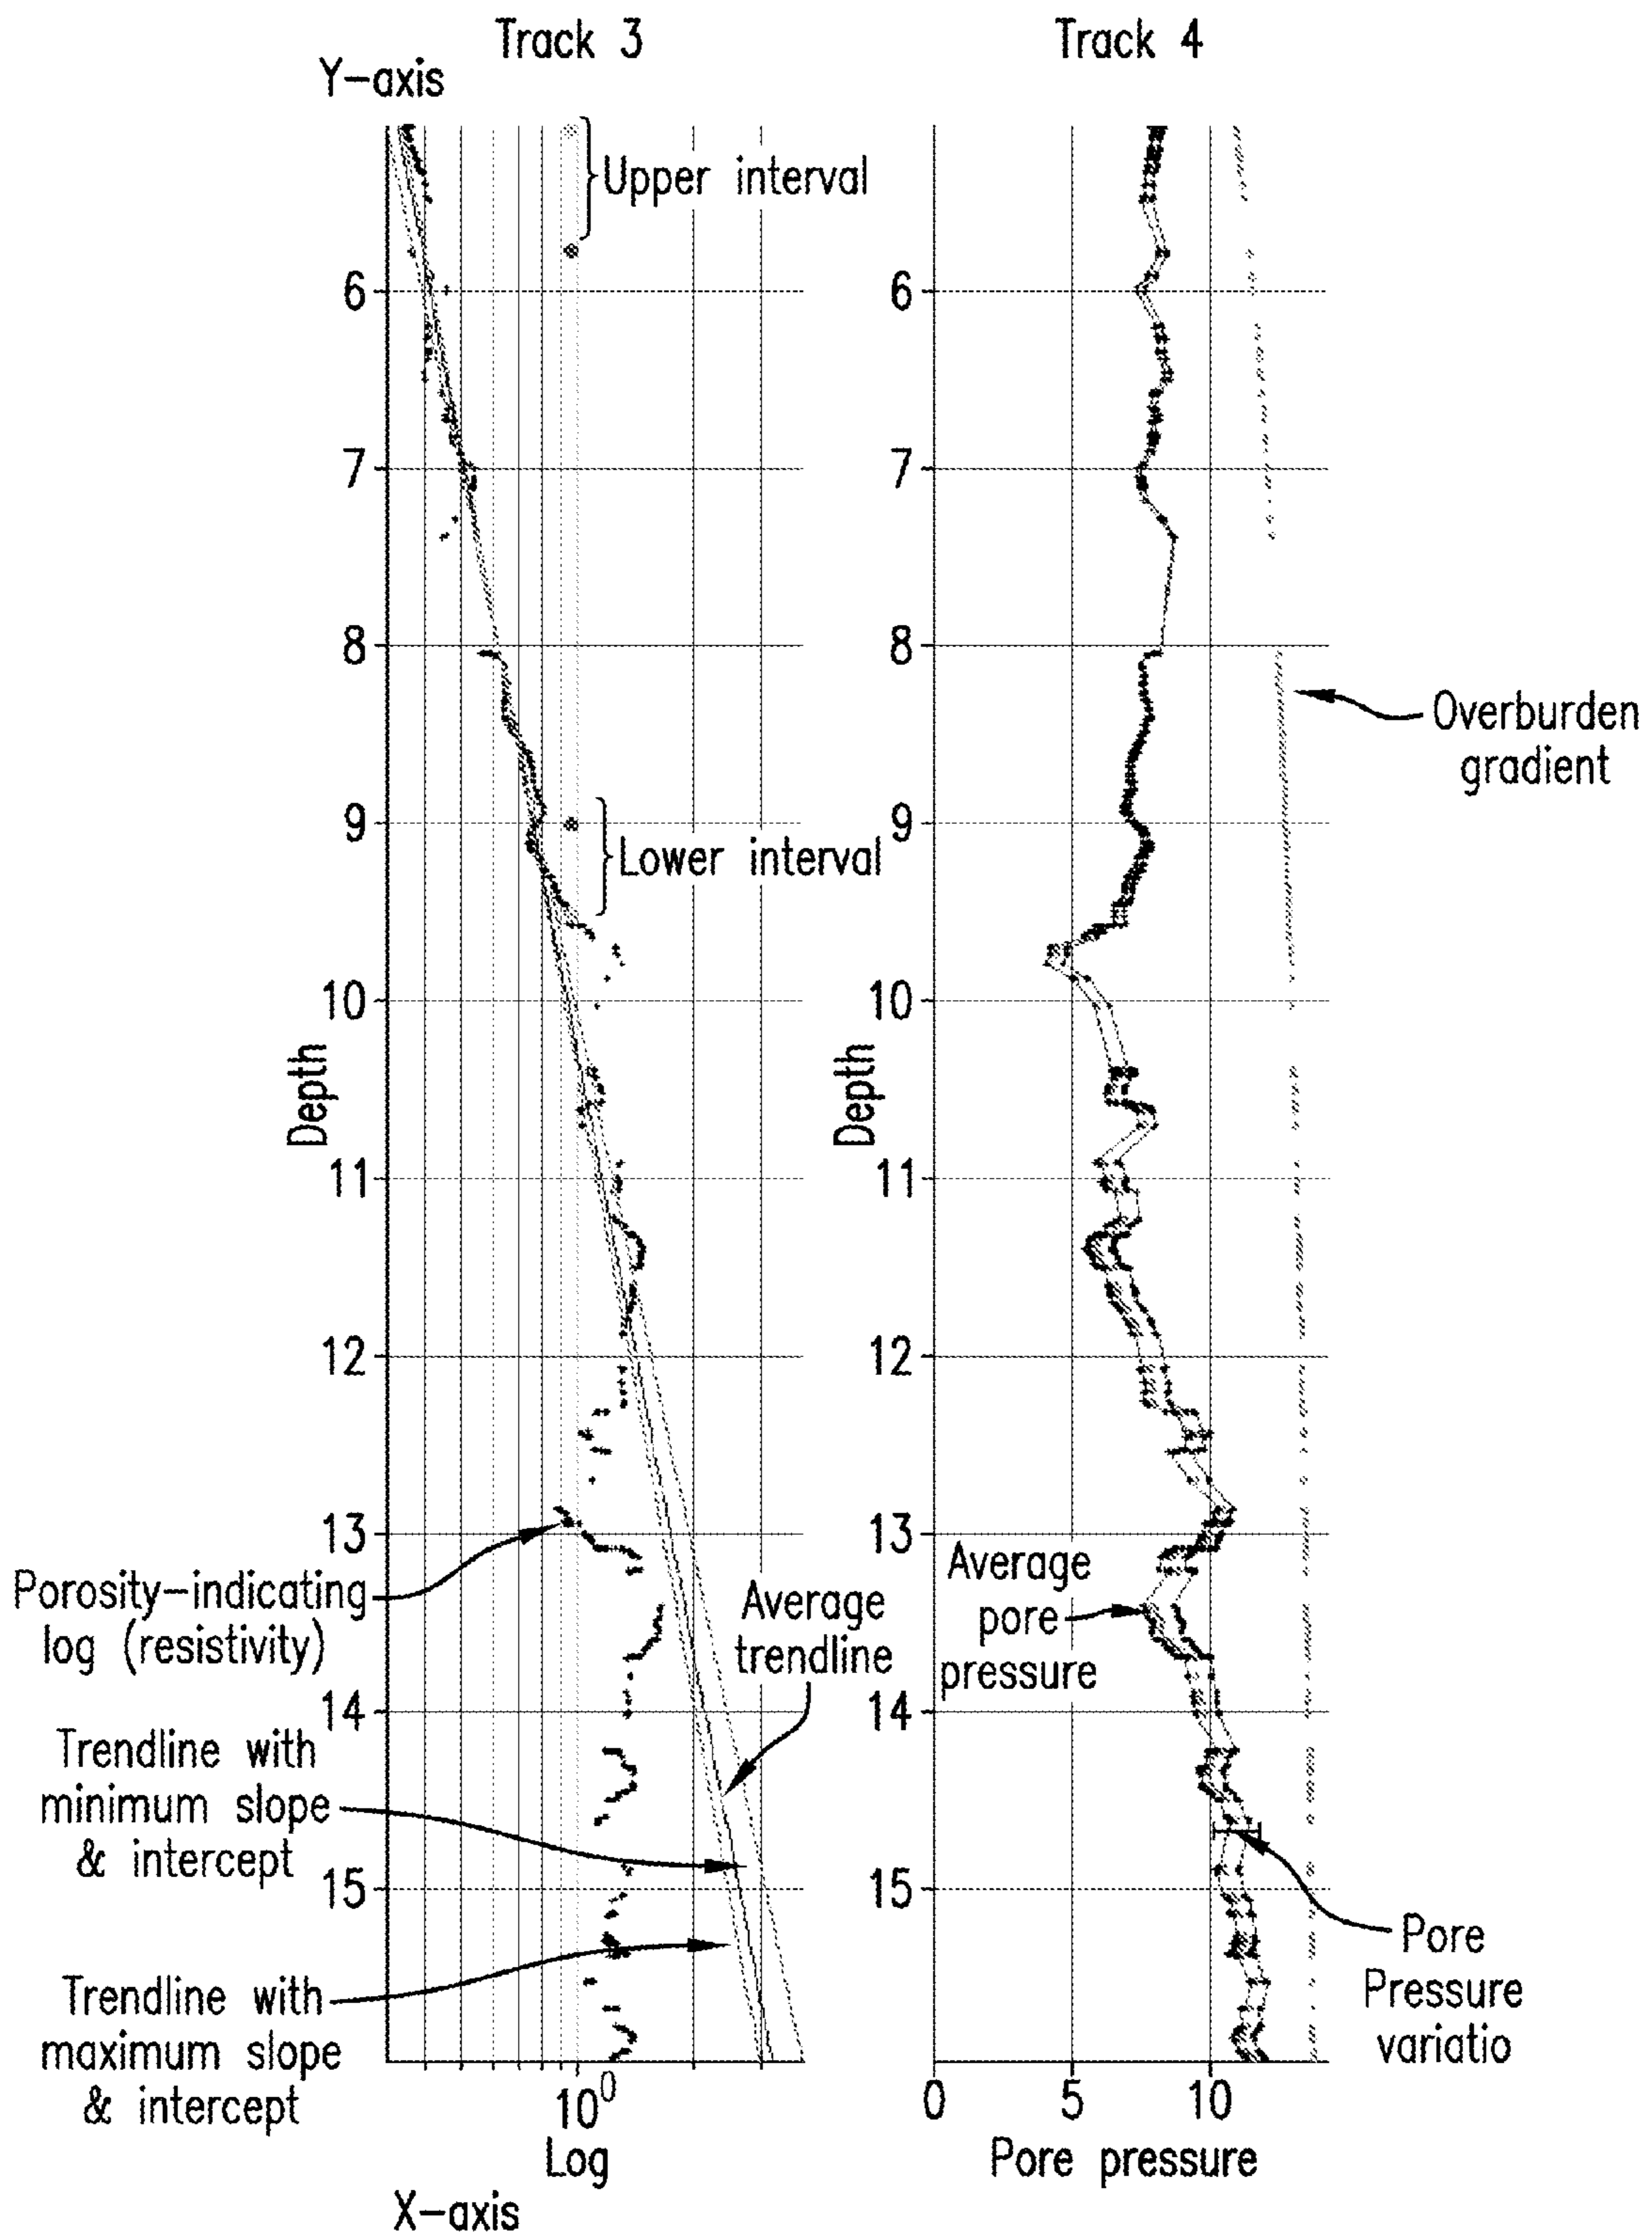 Track 3
Track 4
Y-axis
Upper interval
6
7
8
9
10
11
12
13
14
15
Lower interval
Depth
Porosity-indicating
log (resistivity)
Average
trendline
Trendline with
minimum slope
& intercept
Trendline with
maximum slope
& intercept
10⁰
Log
X-axis
6
7
8
9
10
11
12
13
14
15
Depth
Overburden
gradient
Average
pore
pressure
Pore
Pressure
variatio
0
5
10
Pore pressure